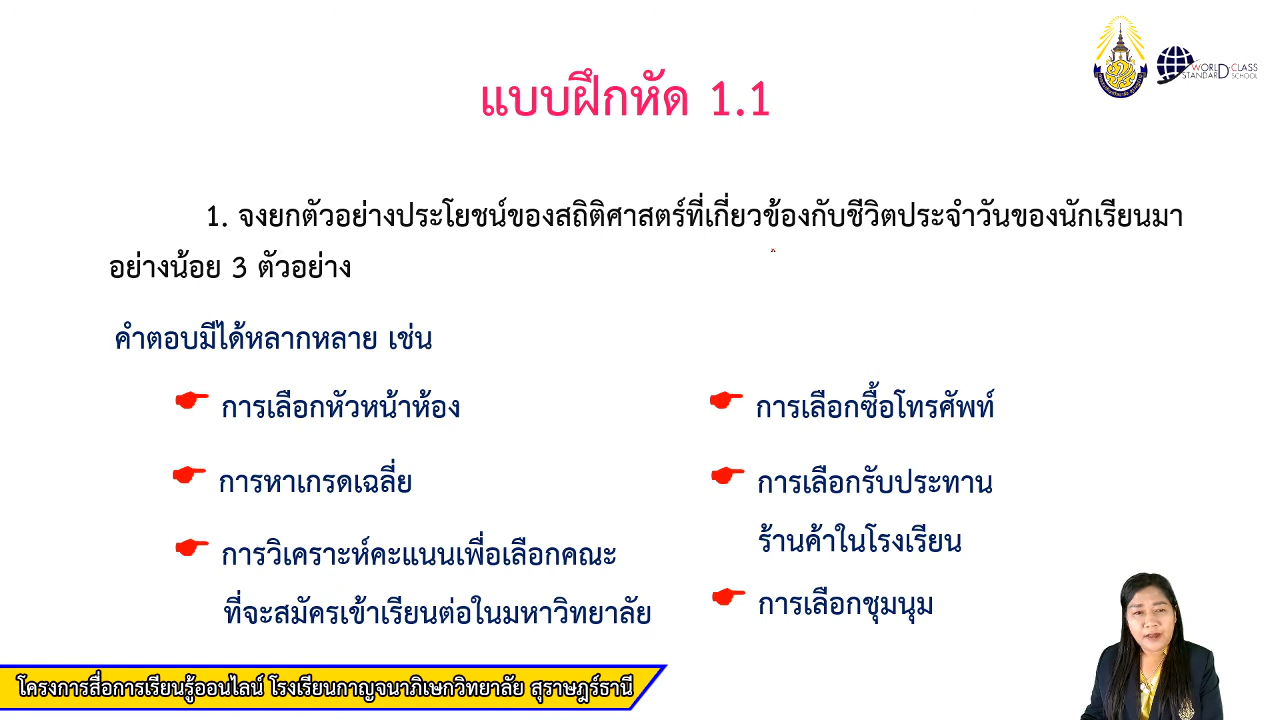 WORLD-CLASS
STANDARD SCHOOL
แบบฝึกหัด 1.1
1. จงยกตัวอย่างประโยชน์ของสถิติศาสตร์ที่เกี่ยวข้องกับชีวิตประจำวันของนักเรียนมา
อย่างน้อย 3 ตัวอย่าง
คำตอบมีได้หลากหลาย เช่น
การเลือกหัวหน้าห้อง
การหาเกรดเฉลี่ย
การวิเคราะห์คะแนนเพื่อเลือกคณะ
ที่จะสมัครเข้าเรียนต่อในมหาวิทยาลัย
การเลือกซื้อโทรศัพท์
การเลือกรับประทาน
ร้านค้าในโรงเรียน
การเลือกชุมนุม
โครงการสื่อการเรียนรู้ออนไลน์ โรงเรียนกาญจนาภิเษกวิทยาลัย สุราษฎร์ธานี